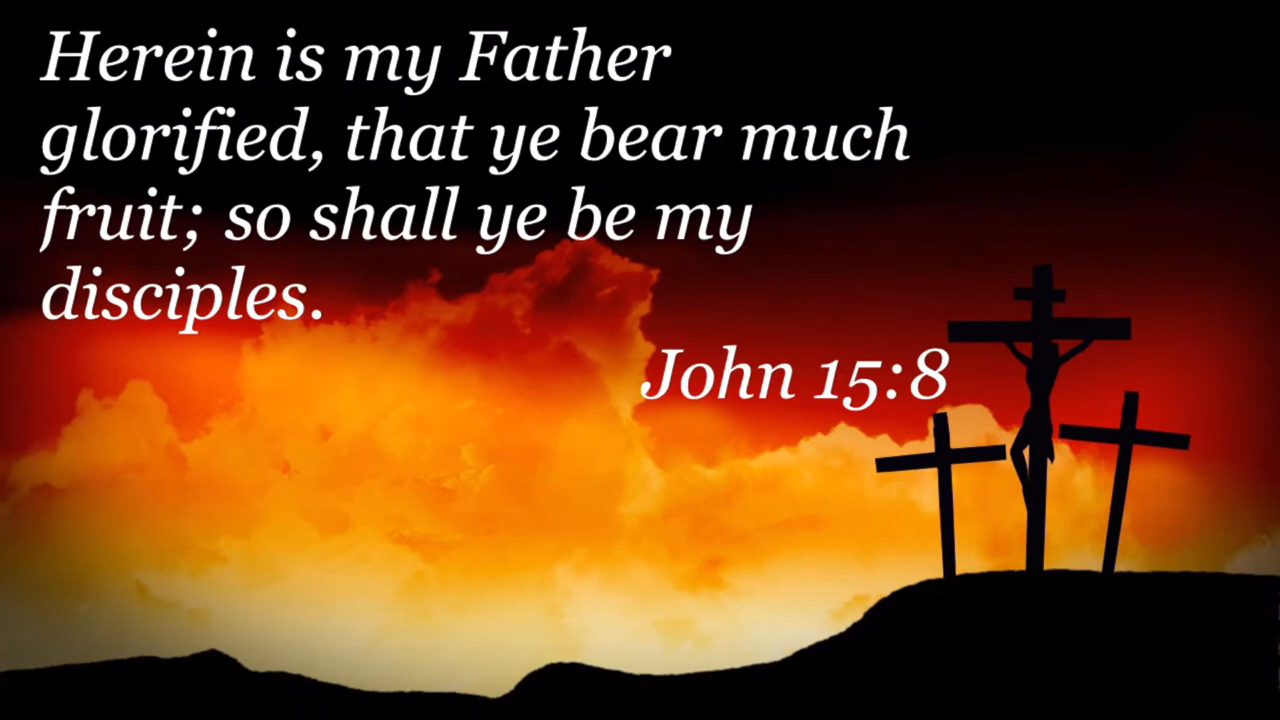 Herein is my Father
glorified, that ye bear much
fruit; so shall ye be my
disciples.
John 15:8